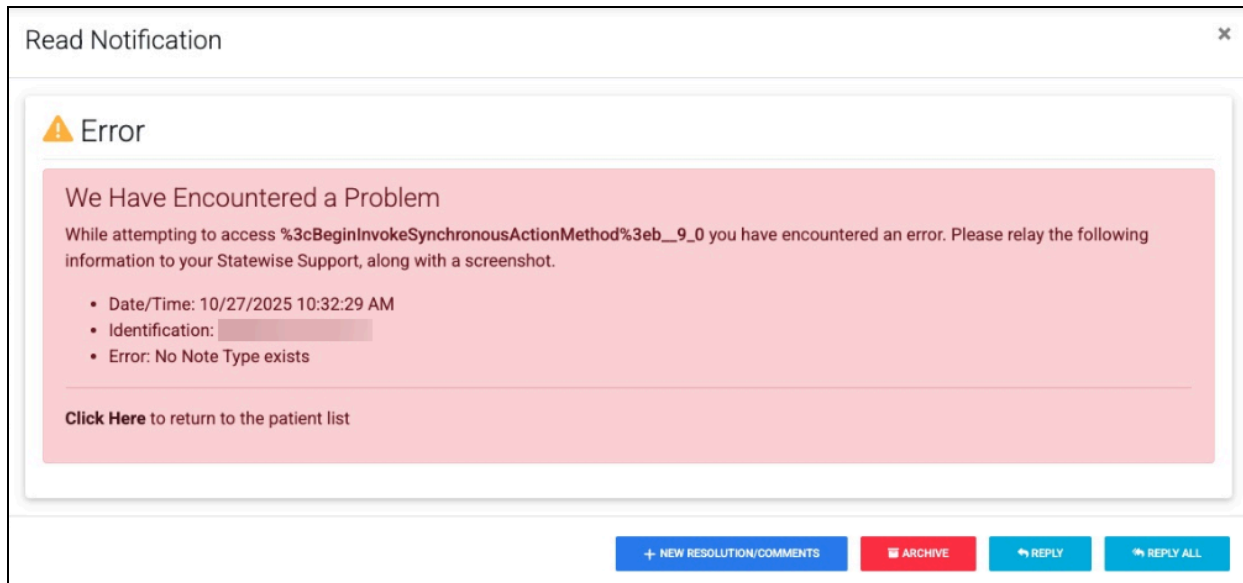 Read Notification
×
Error
We Have Encountered a Problem
While attempting to access %3cBeginInvokeSynchronousActionMethod%3eb__9_0 you have encountered an error. Please relay the following
information to your Statewise Support, along with a screenshot.
• Date/Time: 10/27/2025 10:32:29 AM
• Identification:
• Error: No Note Type exists
Click Here to return to the patient list
+ NEW RESOLUTION/COMMENTS ARCHIVE REPLY REPLY ALL